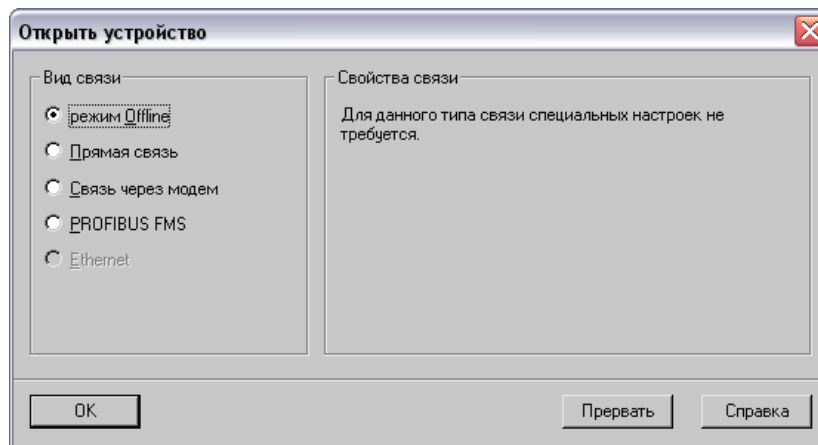 Открыть устройство
Вид связи
режим Offline
Прямая связь
Связь через модем
PROFIBUS FMS
Ethernet
Свойства связи
Для данного типа связи специальных настроек не
требуется.
OK
Прервать
Справка